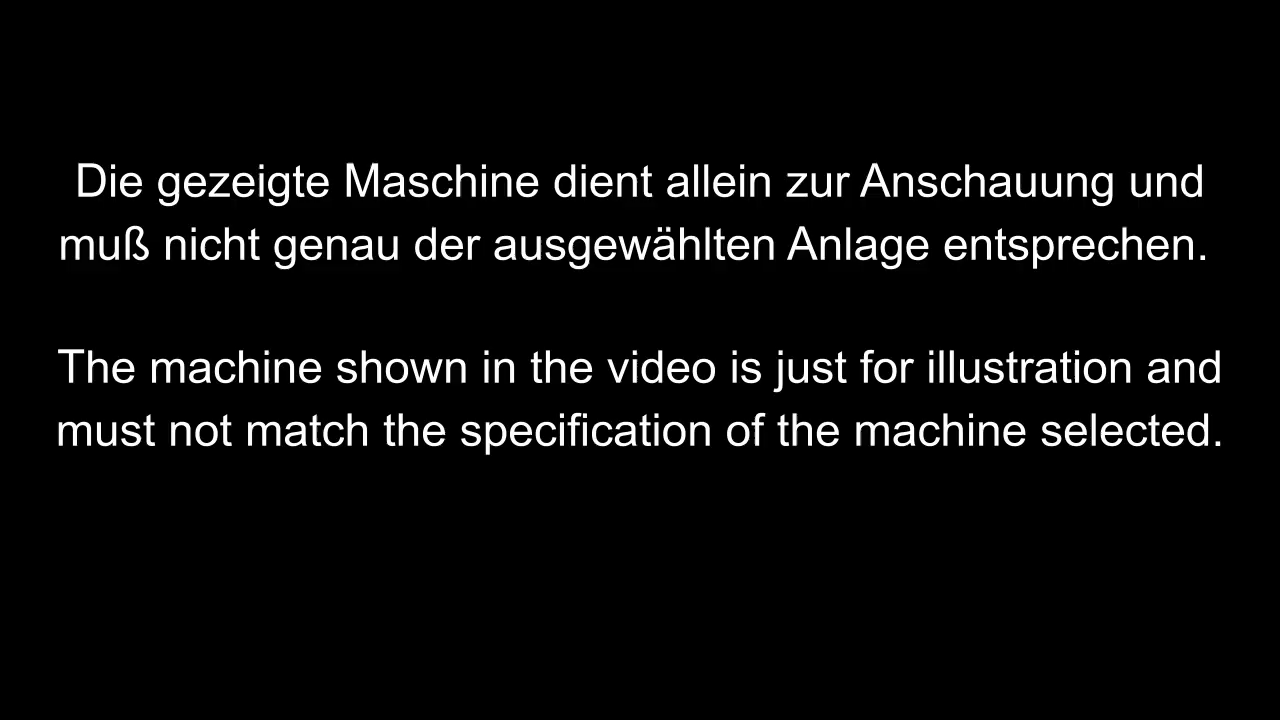 Die gezeigte Maschine dient allein zur Anschauung und
muß nicht genau der ausgewählten Anlage entsprechen.
The machine shown in the video is just for illustration and
must not match the specification of the machine selected.